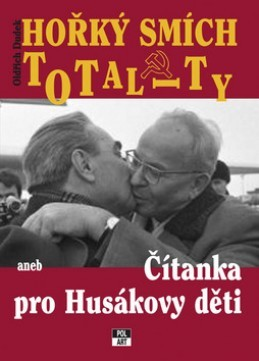 Oldřich Dudek
HOŘKÝ SMÍCH
TOTALITY
aneb
Čítanka
pro Husákovy děti
POL
ART